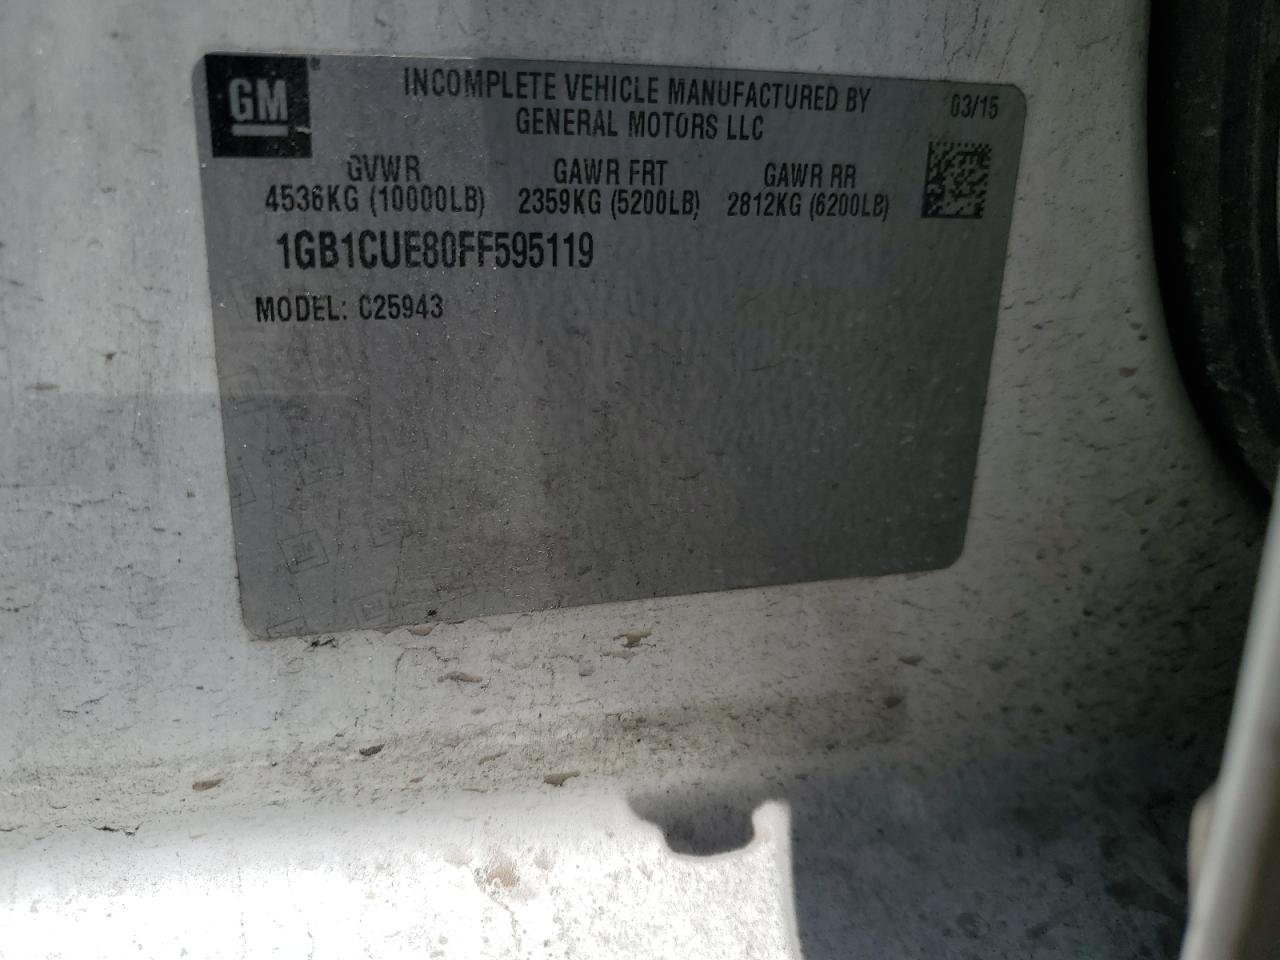 GM®
INCOMPLETE VEHICLE MANUFACTURED BY
GENERAL MOTORS LLC
03/15
GVWR GAWR FRT GAWR RR
4536KG (10000LB) 2359KG (5200LB) 2812KG (6200LB)
1GB1CUE80FF595119
MODEL: C25943